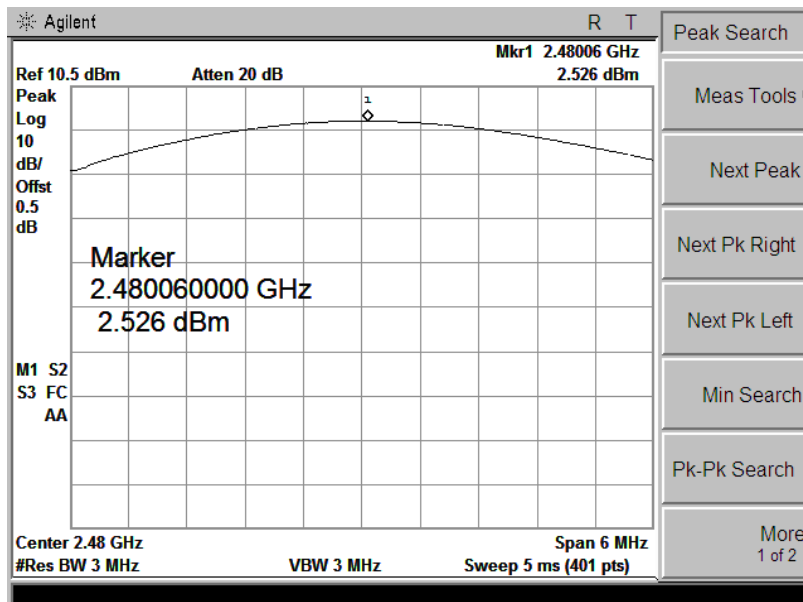 Agilent R T
Mkr1 2.48006 GHz
Ref 10.5 dBm Atten 20 dB 2.526 dBm
Peak
Log
10
dB/
Offst
0.5
dB
1
Marker
2.480060000 GHz
2.526 dBm
M1 S2
S3 FC
AA
Center 2.48 GHz Span 6 MHz
#Res BW 3 MHz VBW 3 MHz Sweep 5 ms (401 pts)
Peak Search
Meas Tools
Next Peak
Next Pk Right
Next Pk Left
Min Search
Pk-Pk Search
More
1 of 2